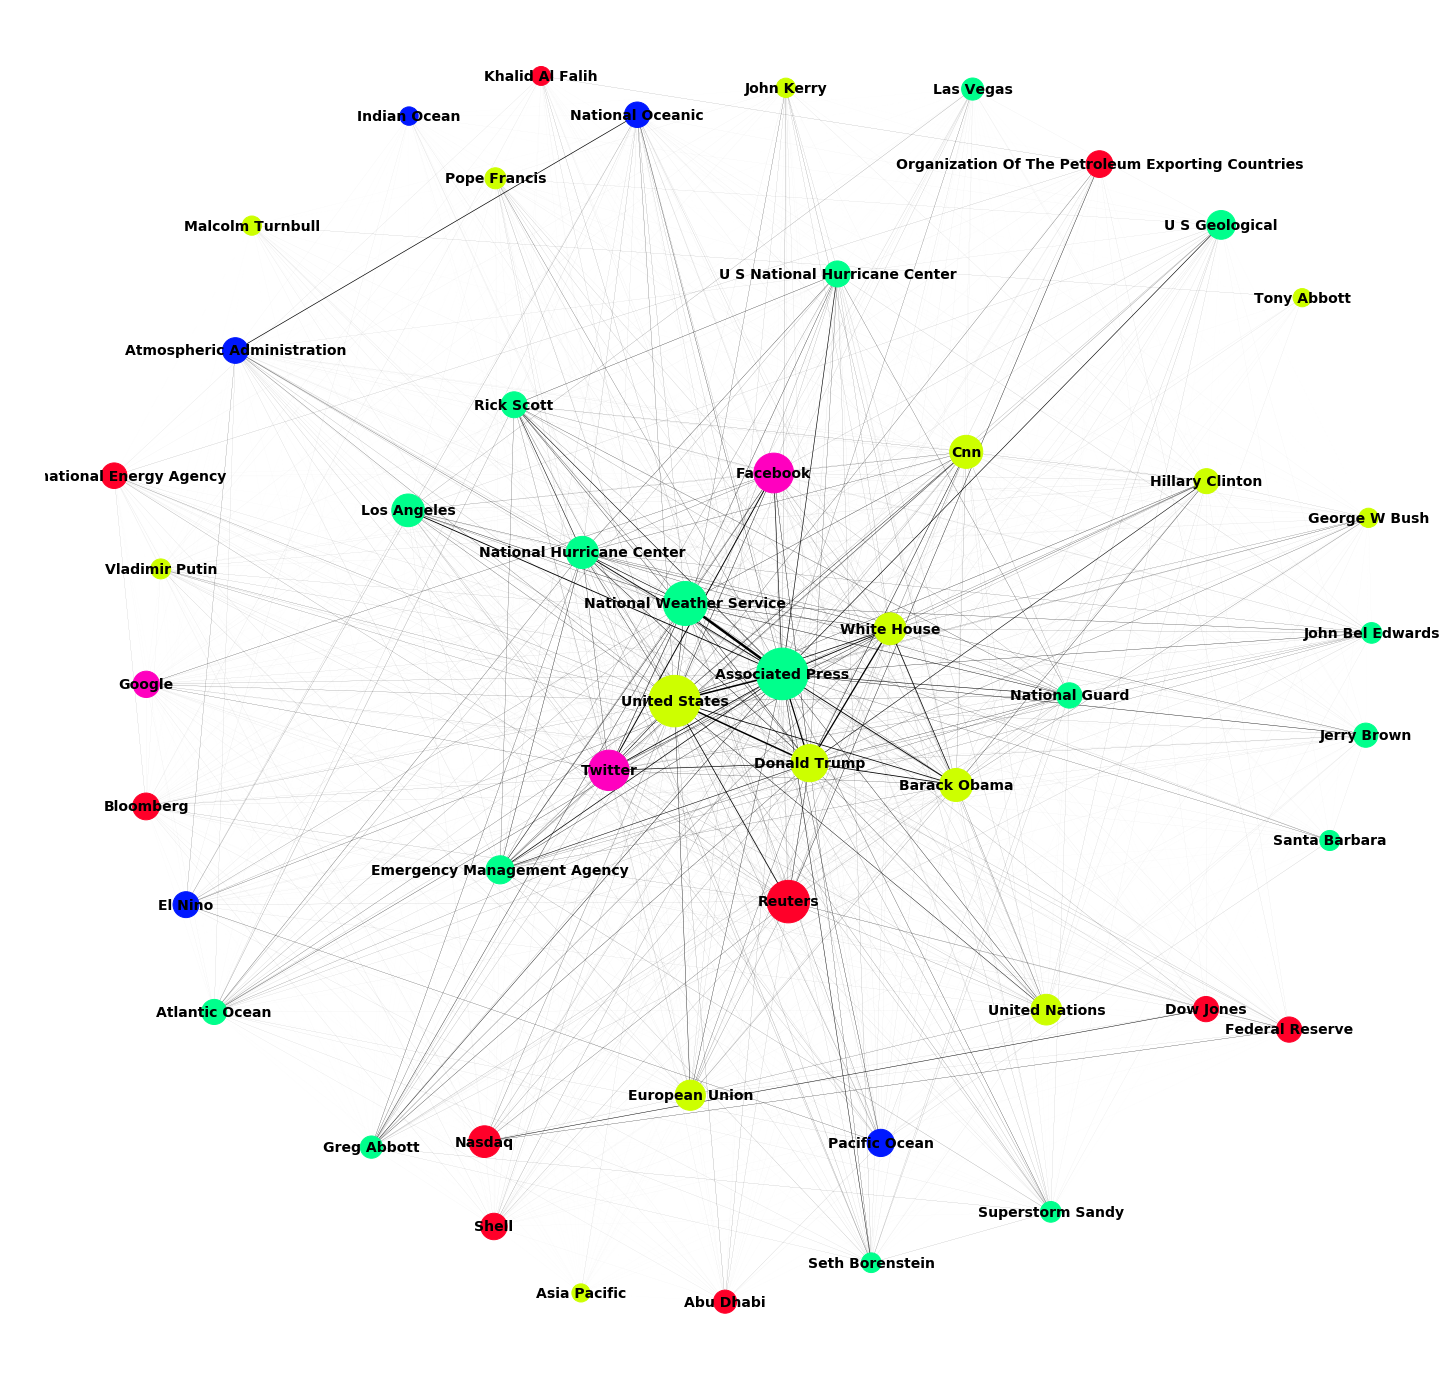 Khalid Al Falih
John Kerry
Las Vegas
Indian Ocean
National Oceanic
Organization Of The Petroleum Exporting Countries
Pope Francis
Malcolm Turnbull
U S Geological
U S National Hurricane Center
Tony Abbott
Atmospheric Administration
Rick Scott
Cnn
Facebook
national Energy Agency
Hillary Clinton
Los Angeles
George W Bush
National Hurricane Center
Vladimir Putin
National Weather Service
White House
John Bel Edwards
Associated Press
Google
National Guard
United States
Jerry Brown
Donald Trump
Twitter
Barack Obama
Bloomberg
Santa Barbara
Emergency Management Agency
Reuters
El Nino
Atlantic Ocean
United Nations
Dow Jones
Federal Reserve
European Union
Greg Abbott
Nasdaq
Pacific Ocean
Superstorm Sandy
Shell
Seth Borenstein
Asia Pacific
Abu Dhabi